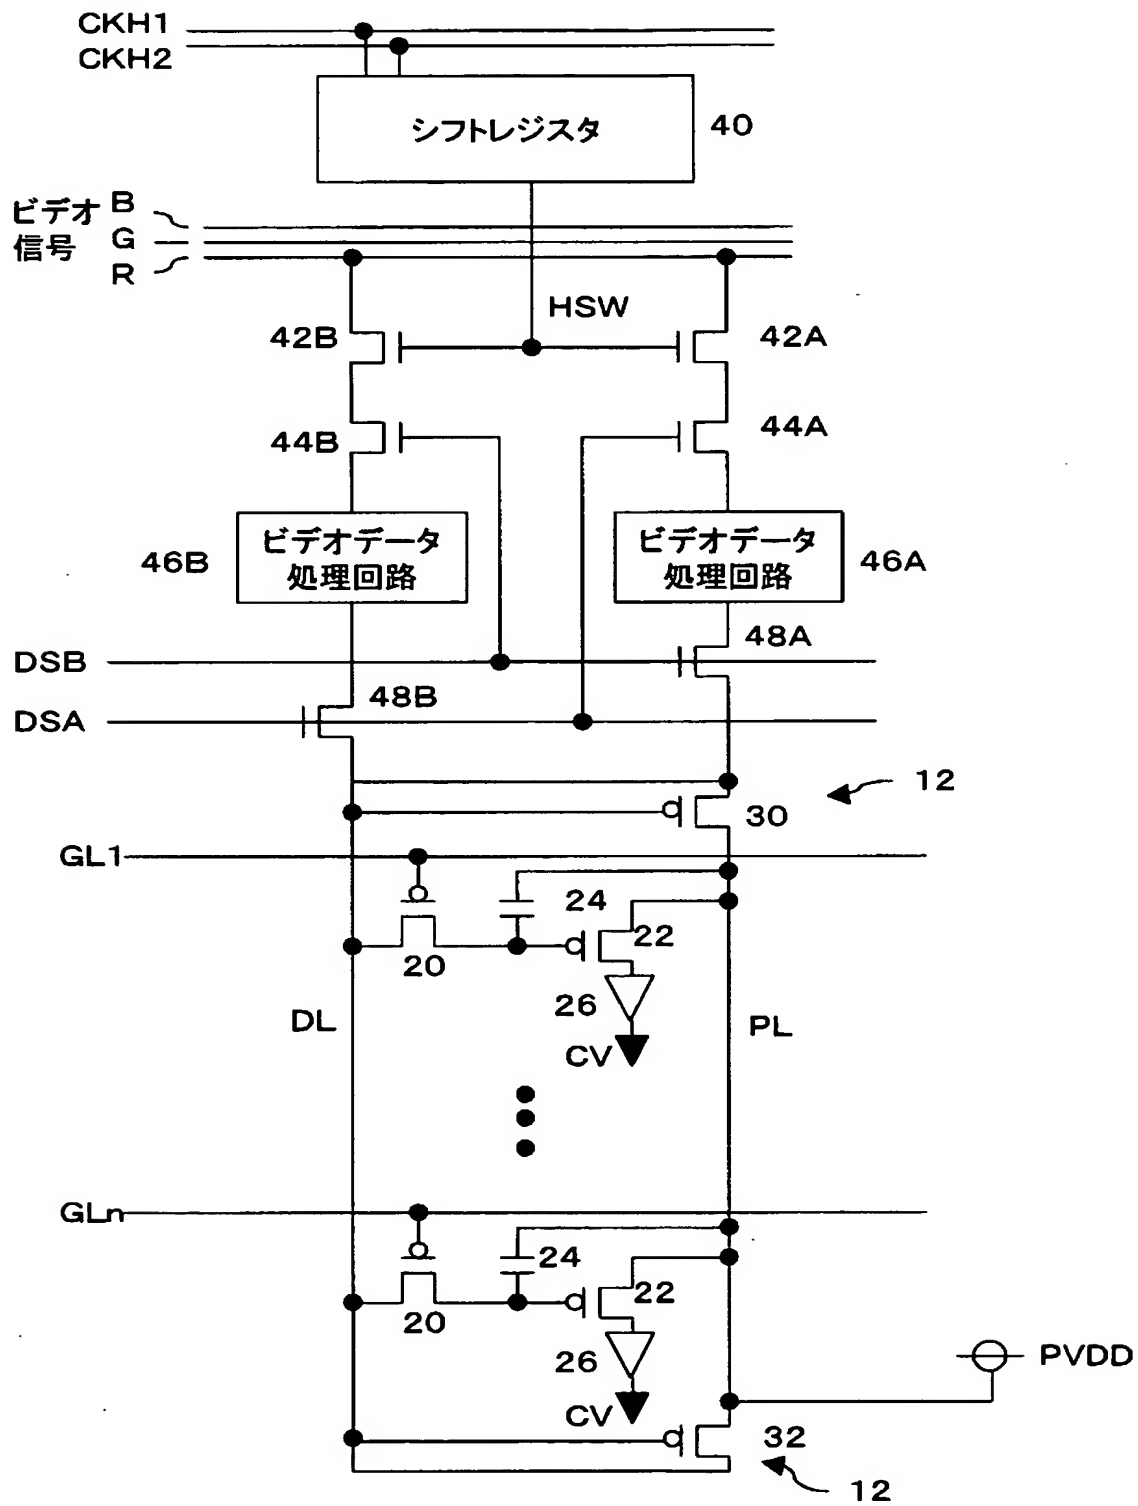 CKH1
CKH2
シフトレジスタ
40
ビデオ
信号
B
G
R
HSW
42B
42A
44B
44A
46B
ビデオデータ
処理回路
ビデオデータ
処理回路
46A
48A
DSB
48B
DSA
12
30
GL1
24
22
20
26
DL
PL
CV
GLn
24
22
20
26
PVDD
CV
32
12